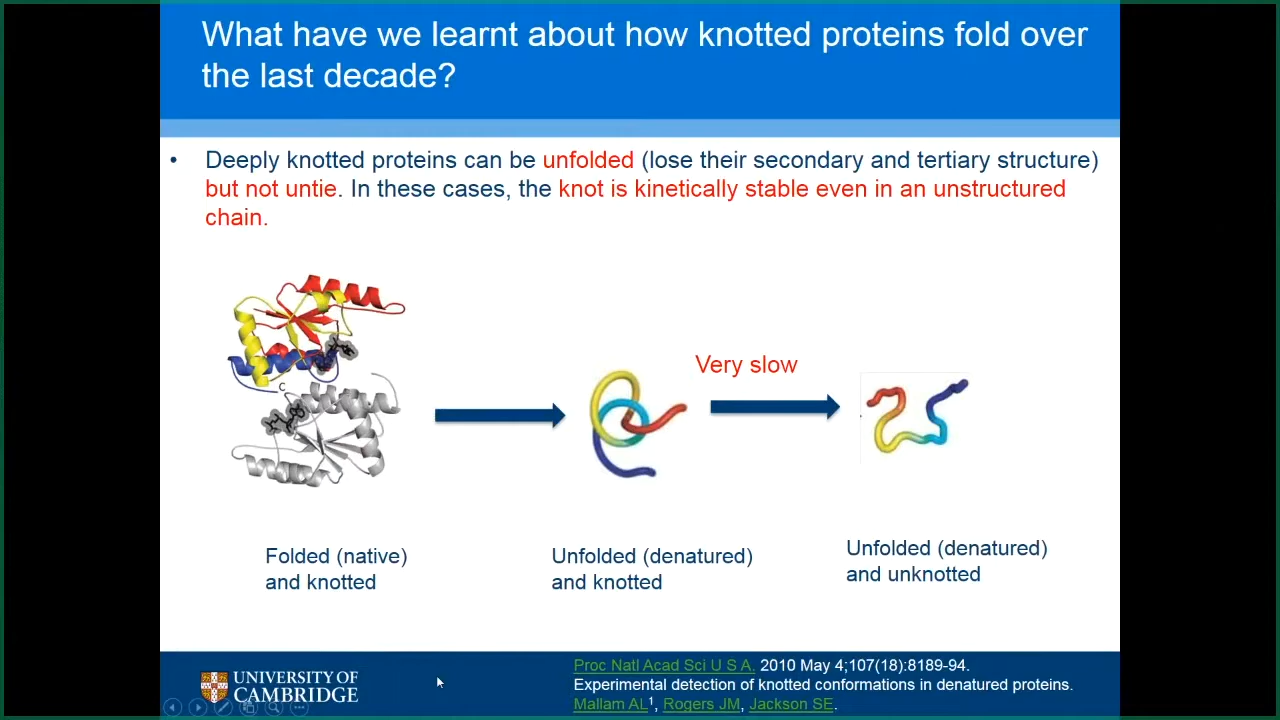 What have we learnt about how knotted proteins fold over
the last decade?
• Deeply knotted proteins can be unfolded (lose their secondary and tertiary structure)
but not untie. In these cases, the knot is kinetically stable even in an unstructured
chain.
C
Very slow
Folded (native)
and knotted
Unfolded (denatured)
and knotted
Unfolded (denatured)
and unknotted
UNIVERSITY OF
CAMBRIDGE
Proc Natl Acad Sci U S A. 2010 May 4;107(18):8189-94.
Experimental detection of knotted conformations in denatured proteins.
Mallam AL1, Rogers JM, Jackson SE.